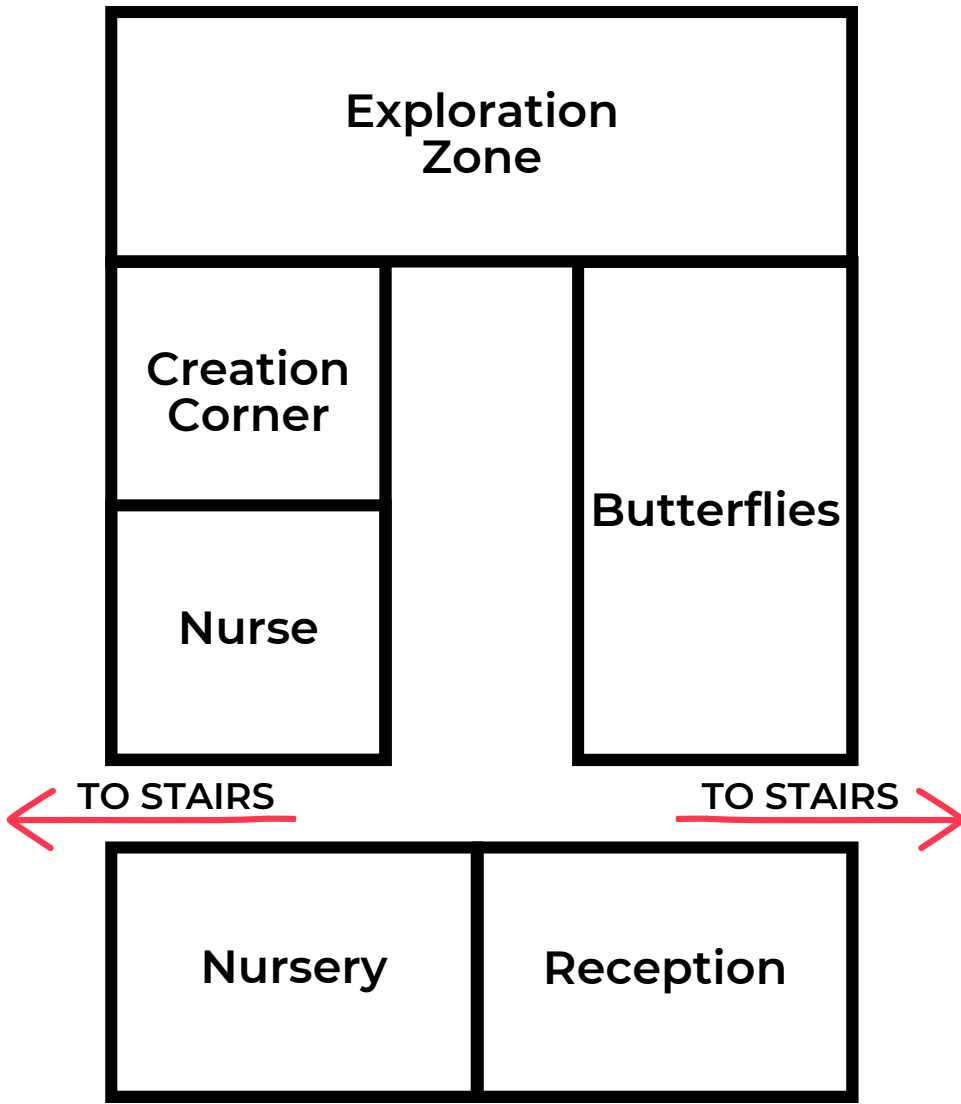 Exploration
Zone
Creation
Corner
Butterflies
Nurse
TO STAIRS
TO STAIRS
Nursery
Reception